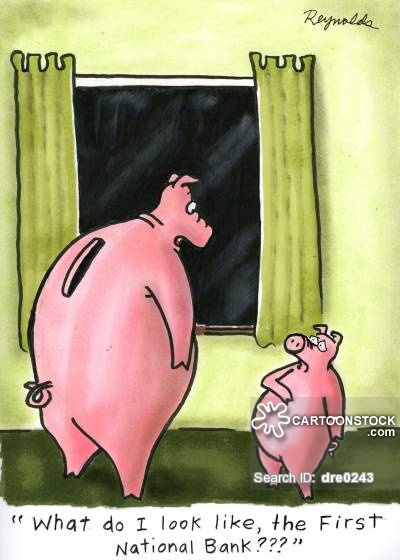 Reynolds
CARTOONSTOCK
.com
Search ID: dre0243
"What do I look like, the First
National Bank???"